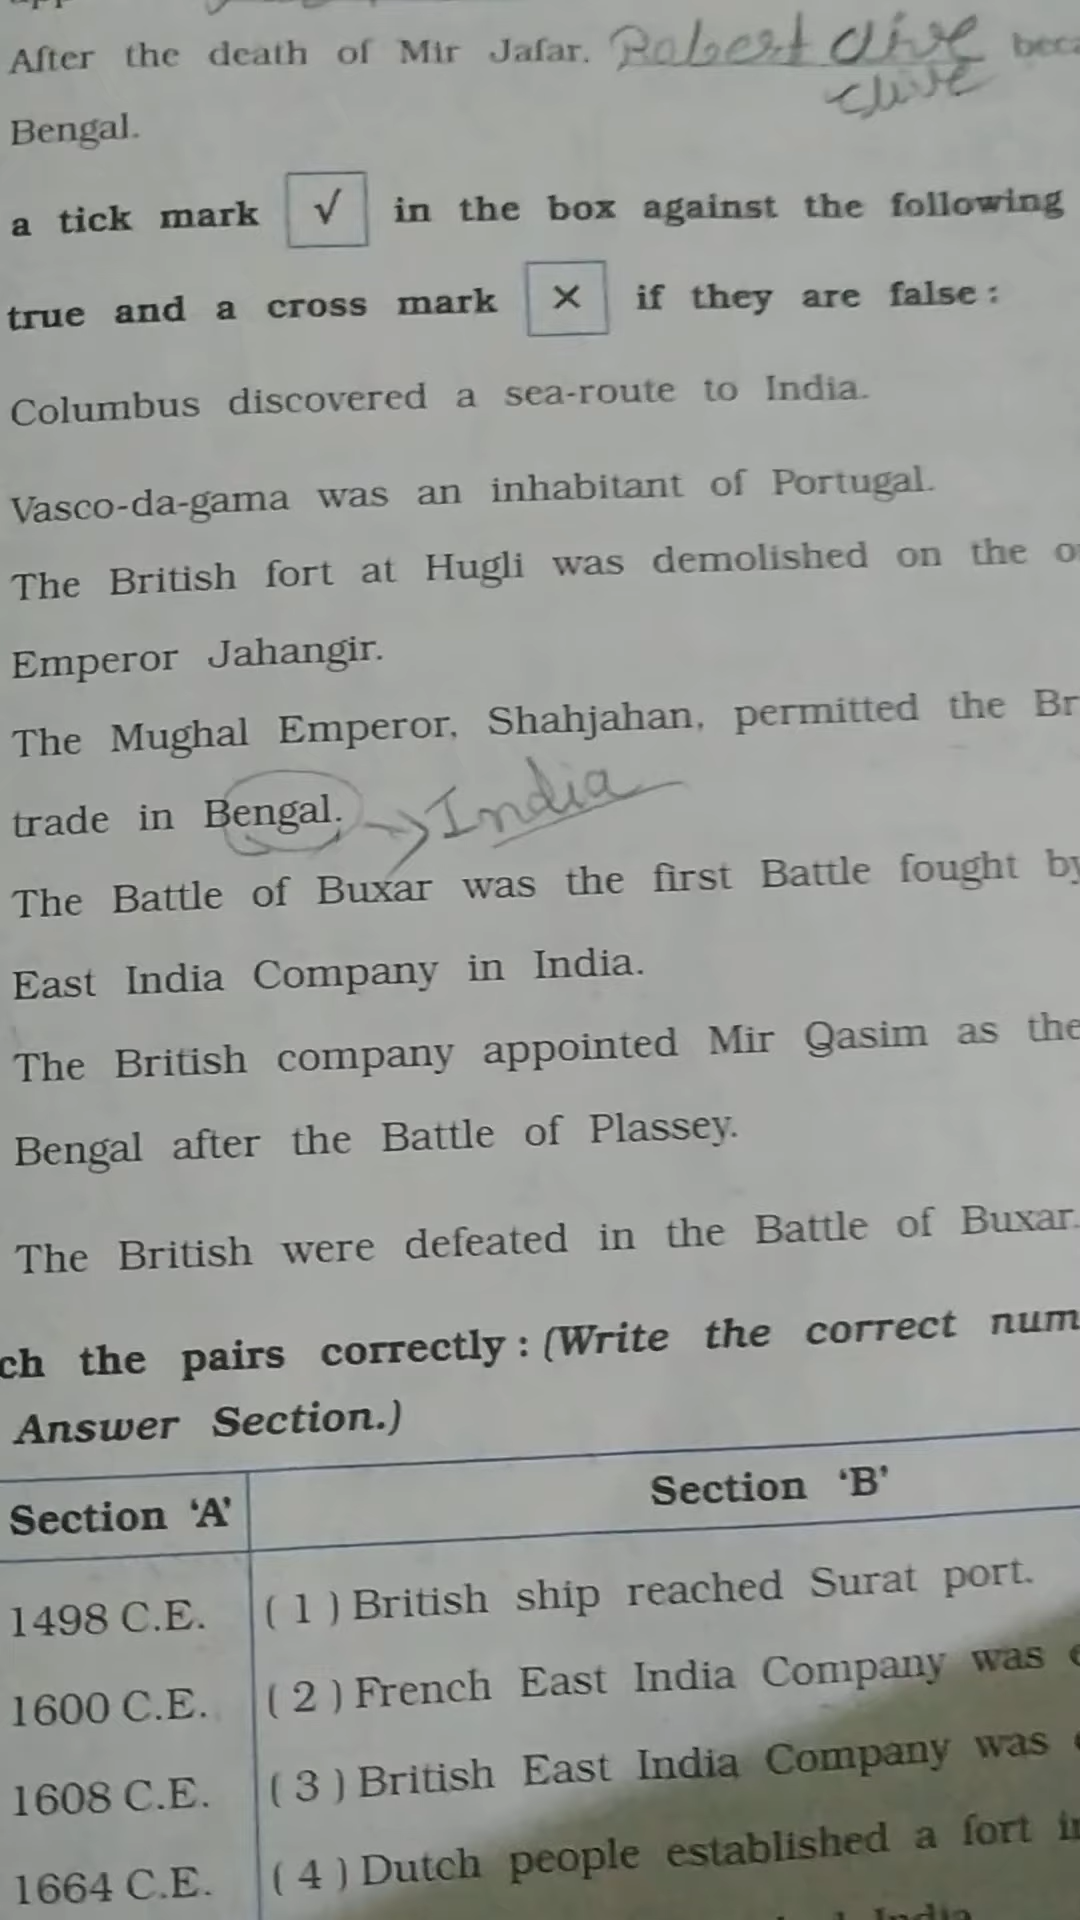 After the death of Mir Jafar, Robert clive
clive
Bengal.
a tick mark √ in the box against the following
true and a cross mark × if they are false :
Columbus discovered a sea-route to India.
Vasco-da-gama was an inhabitant of Portugal.
The British fort at Hugli was demolished on the
Emperor Jahangir.
The Mughal Emperor, Shahjahan, permitted the Br
trade in Bengal. → India
The Battle of Buxar was the first Battle fought by
East India Company in India.
The British company appointed Mir Qasim as the
Bengal after the Battle of Plassey.
The British were defeated in the Battle of Buxar.
ch the pairs correctly : (Write the correct num
Answer Section.)
Section ‘A’ Section ‘B’
1498 C.E. ( 1 ) British ship reached Surat port.
1600 C.E. ( 2 ) French East India Company was
1608 C.E. ( 3 ) British East India Company was
1664 C.E. ( 4 ) Dutch people established a fort in
India